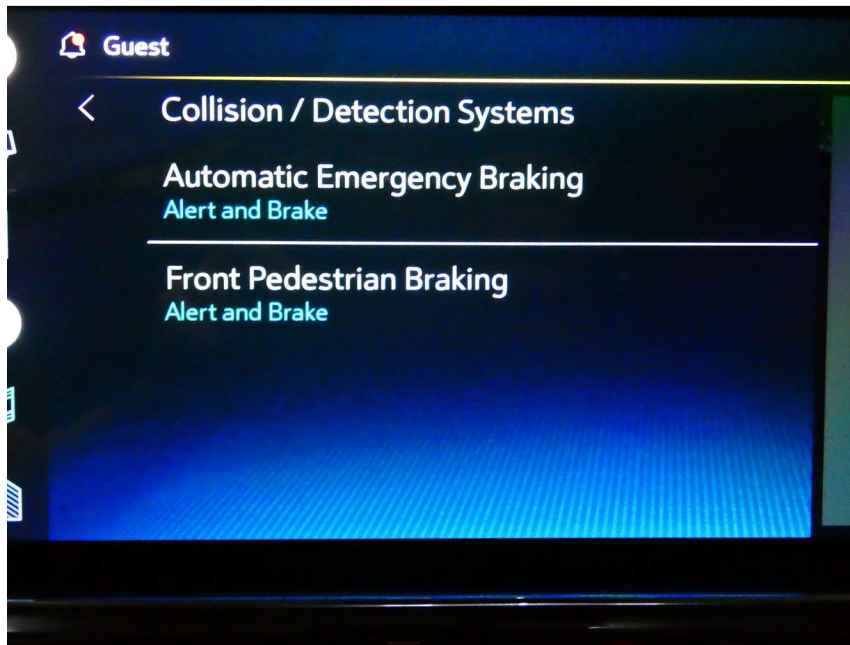 Guest
Collision / Detection Systems
Automatic Emergency Braking
Alert and Brake
Front Pedestrian Braking
Alert and Brake